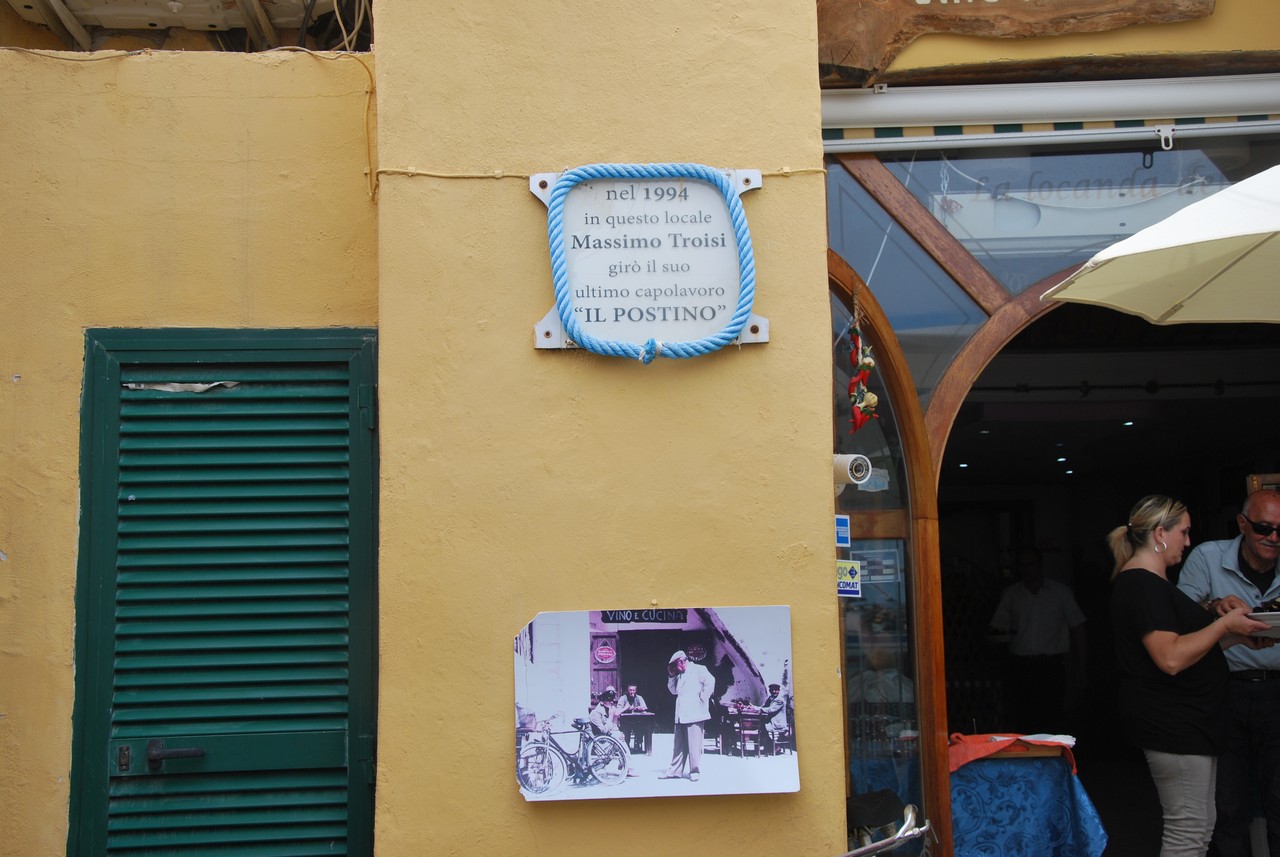 nel 1994
in questo locale
Massimo Troisi
girò il suo
ultimo capolavoro
“IL POSTINO”
La locanda
VINO E CUCINA